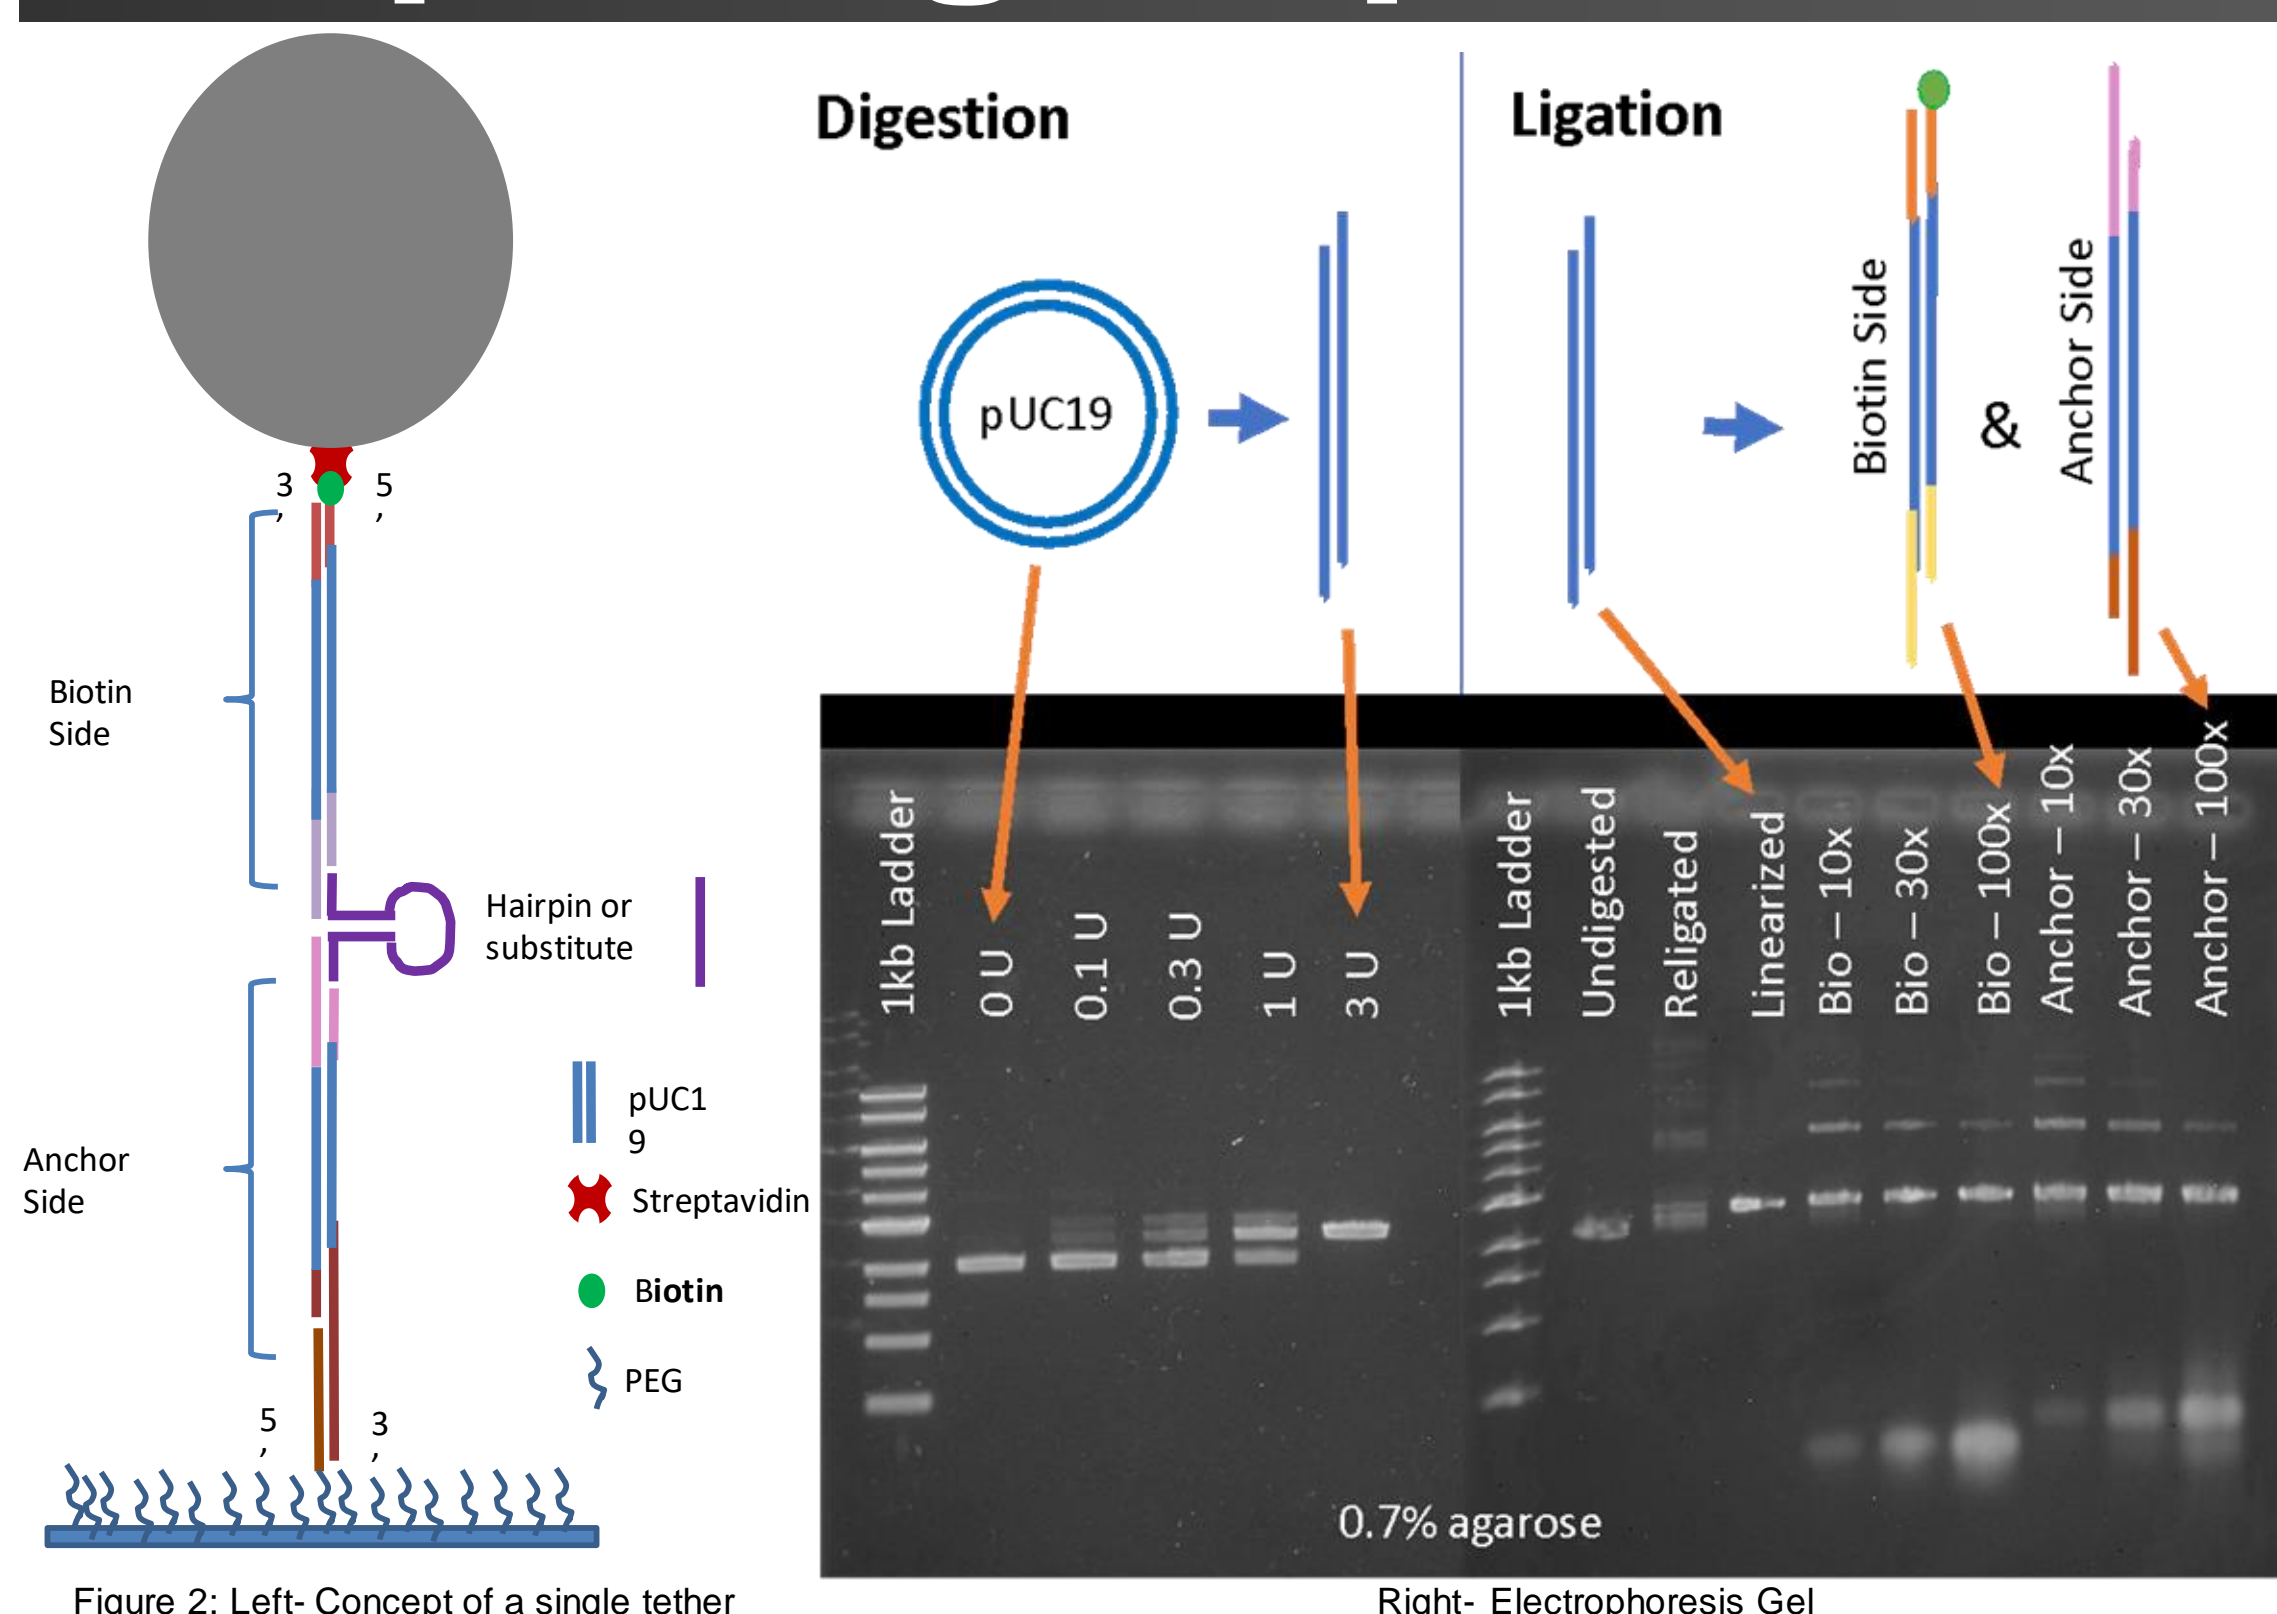 3
,
5
,
Biotin
Side
Hairpin or
substitute
pUC1
9
Anchor
Side
Streptavidin
Biotin
PEG
5
,
3
,
Digestion
pUC19
Ligation
Biotin Side
&
Anchor Side
1kb Ladder
0 U
0.1 U
0.3 U
1 U
3 U
1kb Ladder
Undigested
Religated
Linearized
Bio – 10x
Bio – 30x
Bio – 100x
Anchor – 10x
Anchor – 30x
Anchor – 100x
0.7% agarose
Figure 2: Left- Concept of a single tether
Right- Electrophoresis Gel